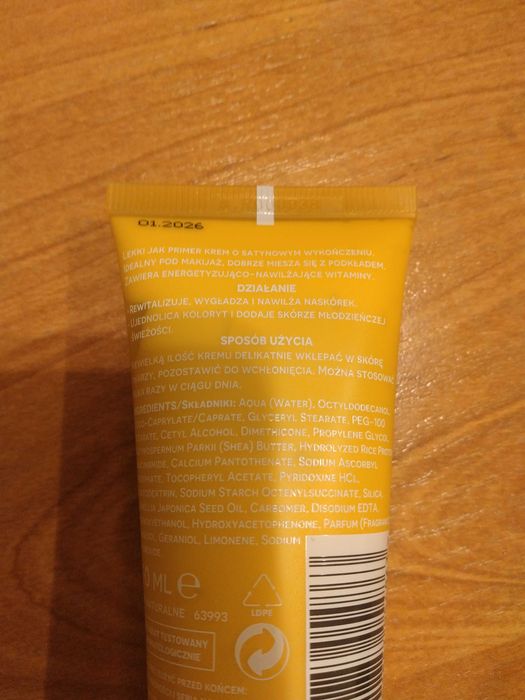 01.2026
LEKKI JAK PRIMER KREM O SATYNOWYM WYKOŃCZENIU,
IDEALNY POD MAKIJAŻ, DOBRZE MIESZA SIĘ Z PODKŁADEM.
ZAWIERA ENERGETYZUJĄCO-NAWILŻAJĄCE WITAMINY.
DZIAŁANIE
- REWITALIZUJE, WYGŁADZA I NAWILŻA NASKÓREK.
- UJEDNOLICA KOLORYT I DODAJE SKÓRZE MŁODZIEŃCZEJ
ŚWIEŻOŚCI.
SPOSÓB UŻYCIA
ILOŚĆ KREMU DELIKATNIE WKLEPAĆ W SKÓRĘ
POZOSTAWIĆ DO WCHŁONIĘCIA. MOŻNA STOSOWAĆ
RAZY W CIĄGU DNIA.
INGREDIENTS/SKŁADNIKI: AQUA (WATER), OCTYLDODECANOL,
CAPRYLATE/CAPRATE, GLYCERYL STEARATE, PEG-100
CETYL ALCOHOL, DIMETHICONE, PROPYLENE GLYCOL,
PARKII (SHEA) BUTTER, HYDROLYZED RICE
CALCIUM PANTOTHENATE, SODIUM ASCORBYL
TOCOPHERYL ACETATE, PYRIDOXINE HCL,
SODIUM STARCH OCTENYLSUCCINATE, SILICA,
JAPONICA SEED OIL, CARBOMER, DISODIUM EDTA,
HYDROXYACETOPHENONE, PARFUM
GERANIOL, LIMONENE, SODIUM
ML e
63993
LDPE
TESTOWANY
PRZED KOŃCEM: